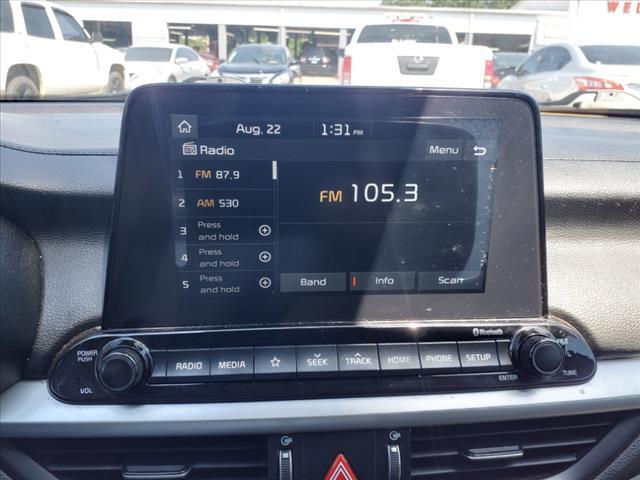 WE
Aug. 22 1:31 PM
Radio Menu
1 FM 87.9
FM 105.3
2 AM 530
3 Press and hold
4 Press and hold
5 Press and hold
Band Info Scan
Bluetooth
POWER PUSH
VOL
RADIO MEDIA SEEK TRACK HOME PHONE SETUP
ENTER
FILE
TUNE